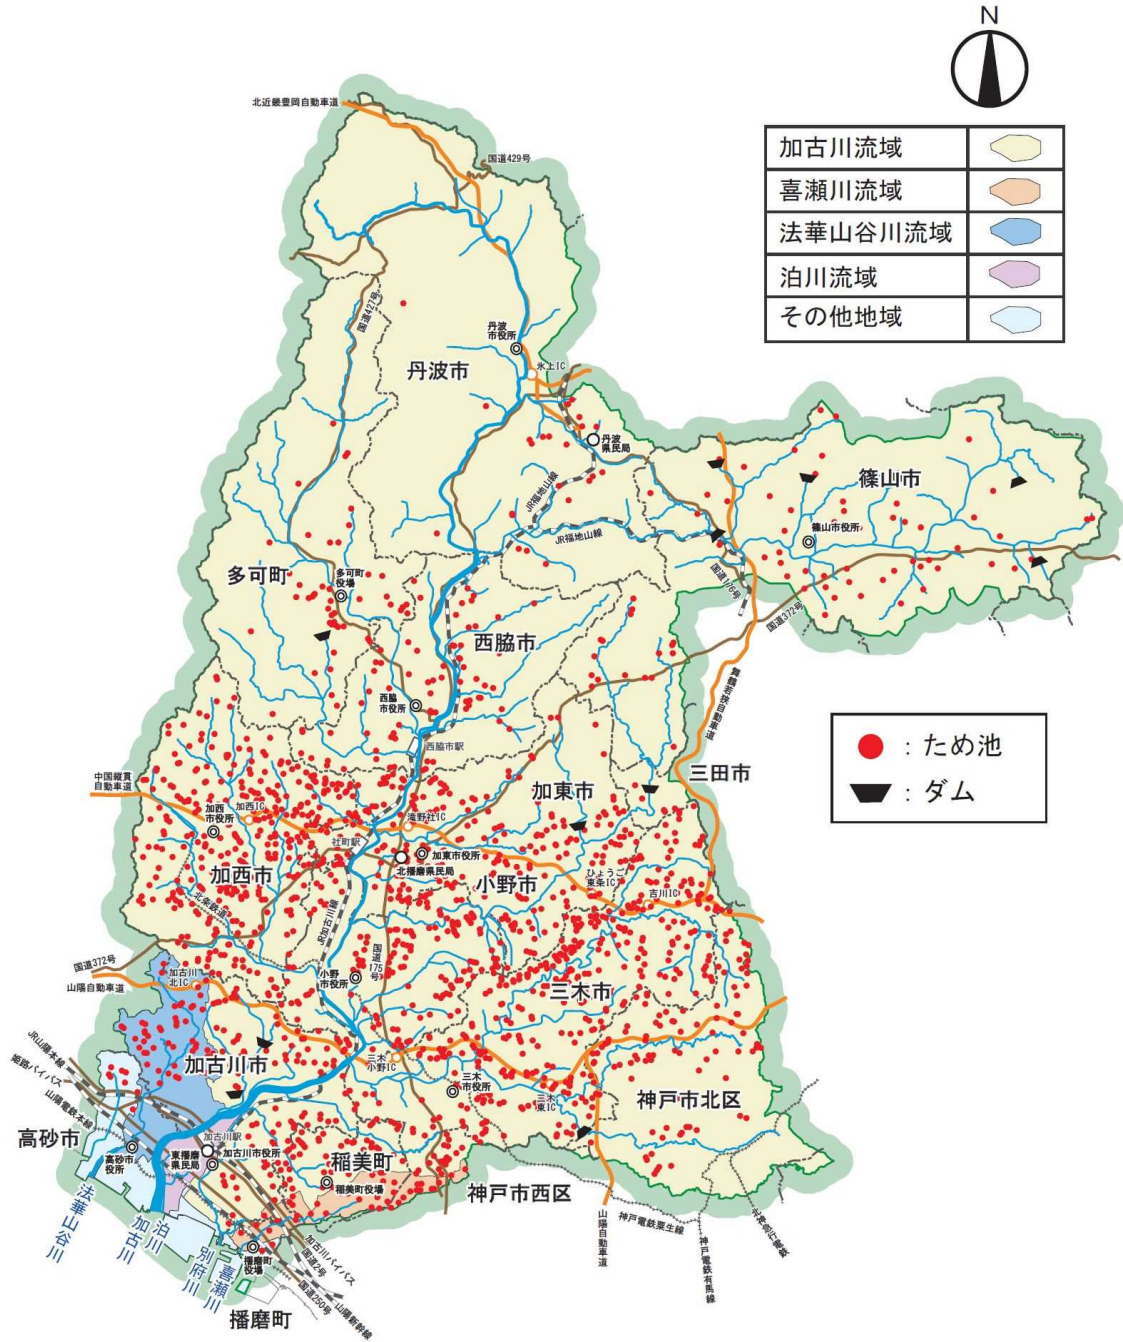 N
加古川流域
喜瀬川流域
法華山谷川流域
泊川流域
その他地域
北近畿豊岡自動車道
国道429号
国道427号
丹波
市役所
氷上IC
丹波市
丹波
県民局
JR福地山線
JR福地山線
篠山市
篠山市役所
国道176号
国道372号
多可町
多可町
役場
西脇市
西脇
市役所
西脇市駅
舞鶴若狭自動車道
三田市
：ため池
：ダム
中国縦貫
自動車道
加西
市役所
加西IC
加西市
北条鉄道
社町駅
滝野社IC
加東市
加東市役所
北播磨県民局
小野市
ひょうご
東条IC
吉川IC
JR加古川線
国道175号
小野
市役所
国道372号
山陽自動車道
加古川
北IC
三木市
加古川市
三木
小野IC
三木
市役所
三木
東IC
神戸市北区
JR山陽本線
姫路バイパス
山陽電鉄本線
高砂市
高砂市
役所
加古川駅
東播磨
県民局
加古川市役所
稲美町
稲美町役場
神戸市西区
神戸電鉄粟生線
山陽自動車道
神戸電鉄有馬線
法華山谷川
加古川
泊川
別府川
喜瀬川
播磨町
役場
播磨町
加古川バイパス
国道2号
国道250号
山陽新幹線